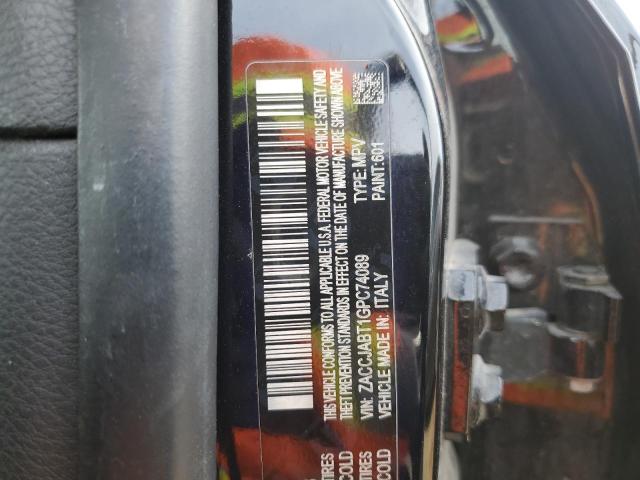 THIS VEHICLE CONFORMS TO ALL APPLICABLE U.S.A. FEDERAL MOTOR VEHICLE SAFETY AND
THEFT PREVENTION STANDARDS IN EFFECT ON THE DATE OF MANUFACTURE SHOWN ABOVE
VIN: ZACCJABT1GPC74089 TYPE: MPV
VEHICLE MADE IN: ITALY PAINT:601
TIRES
COLD
TIRES
COLD